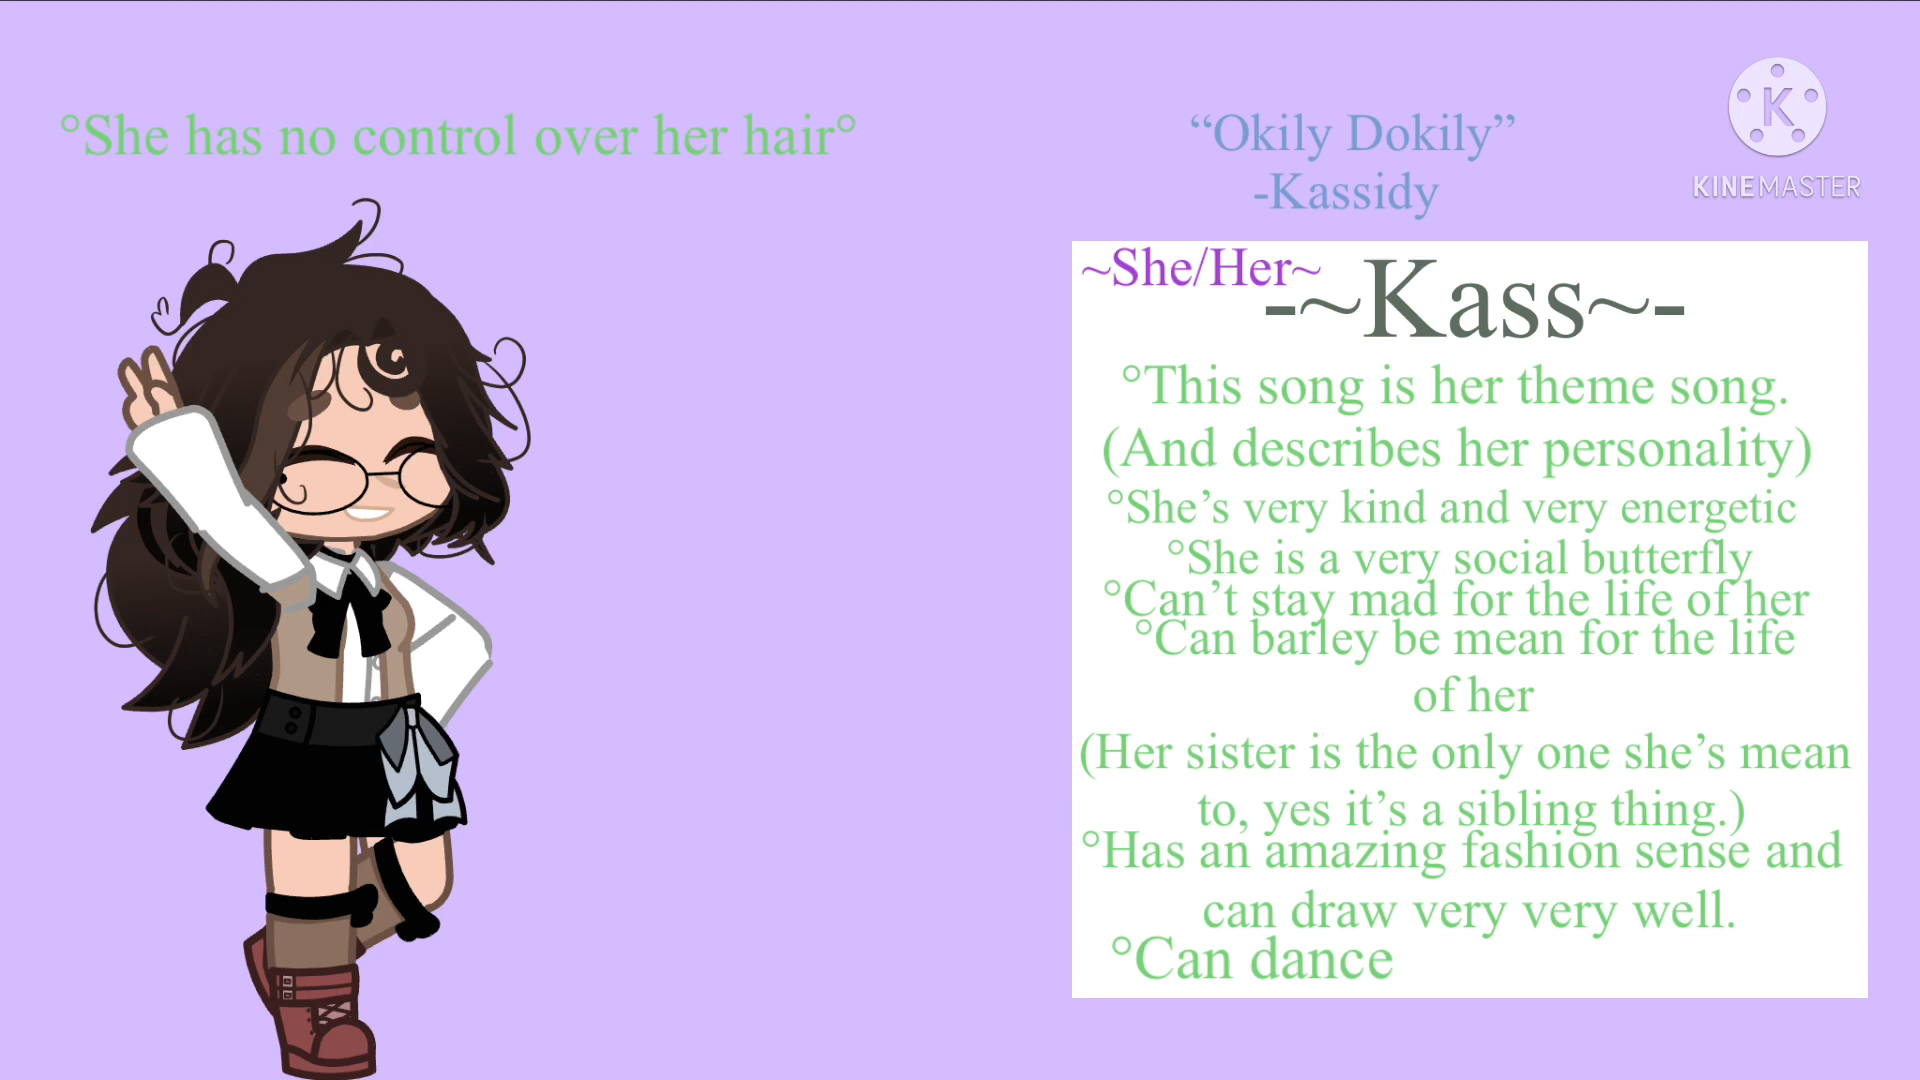 °She has no control over her hair°
“Okily Dokily”
-Kassidy
K
KINEMASTER
~She/Her~
-~Kass~-
°This song is her theme song.
(And describes her personality)
°She’s very kind and very energetic
°She is a very social butterfly
°Can’t stay mad for the life of her
°Can barley be mean for the life
of her
(Her sister is the only one she’s mean
to, yes it’s a sibling thing.)
°Has an amazing fashion sense and
can draw very very well.
°Can dance